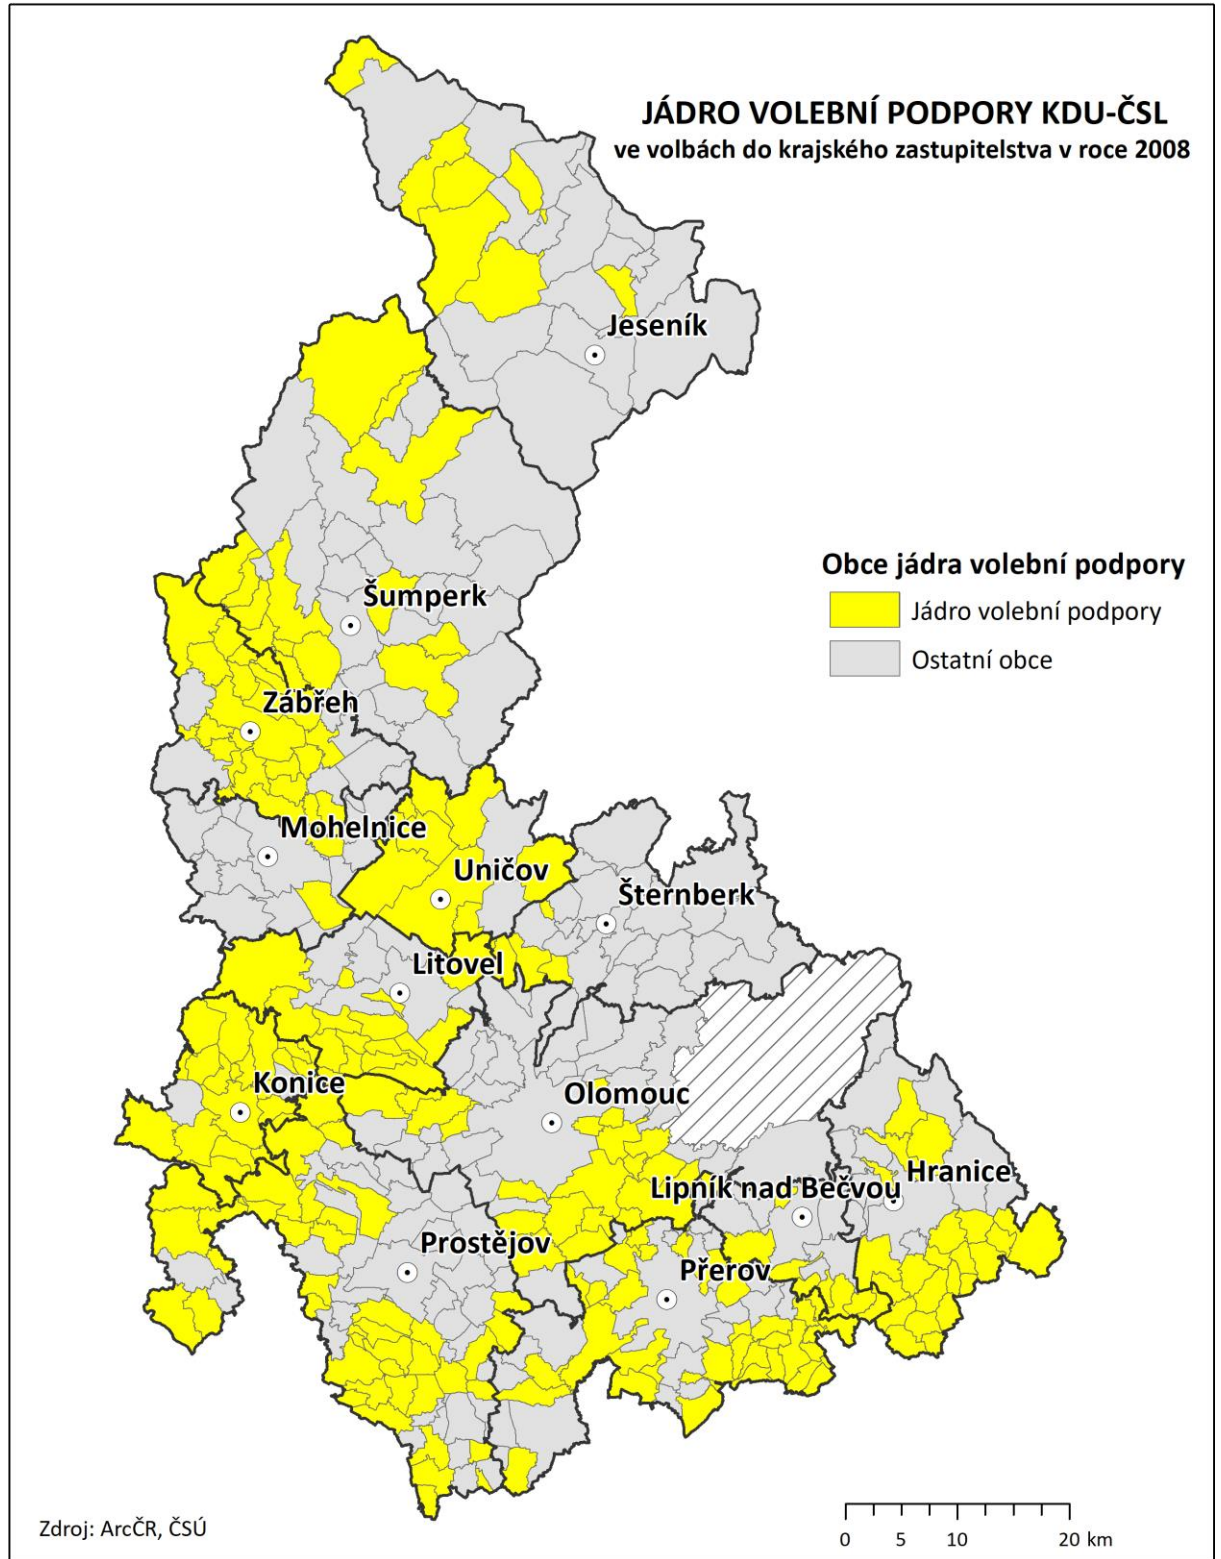 JÁDRO VOLEBNÍ PODPORY KDU-ČSL
ve volbách do krajského zastupitelstva v roce 2008
Jeseník
Obce jádra volební podpory
Jádro volební podpory
Ostatní obce
Šumperk
Zábřeh
Mohelnice
Uničov
Šternberk
Litovel
Konice
Olomouc
Hranice
Lipník nad Bečvou
Prostějov
Přerov
Zdroj: ArcČR, ČSÚ
0 5 10 20 km